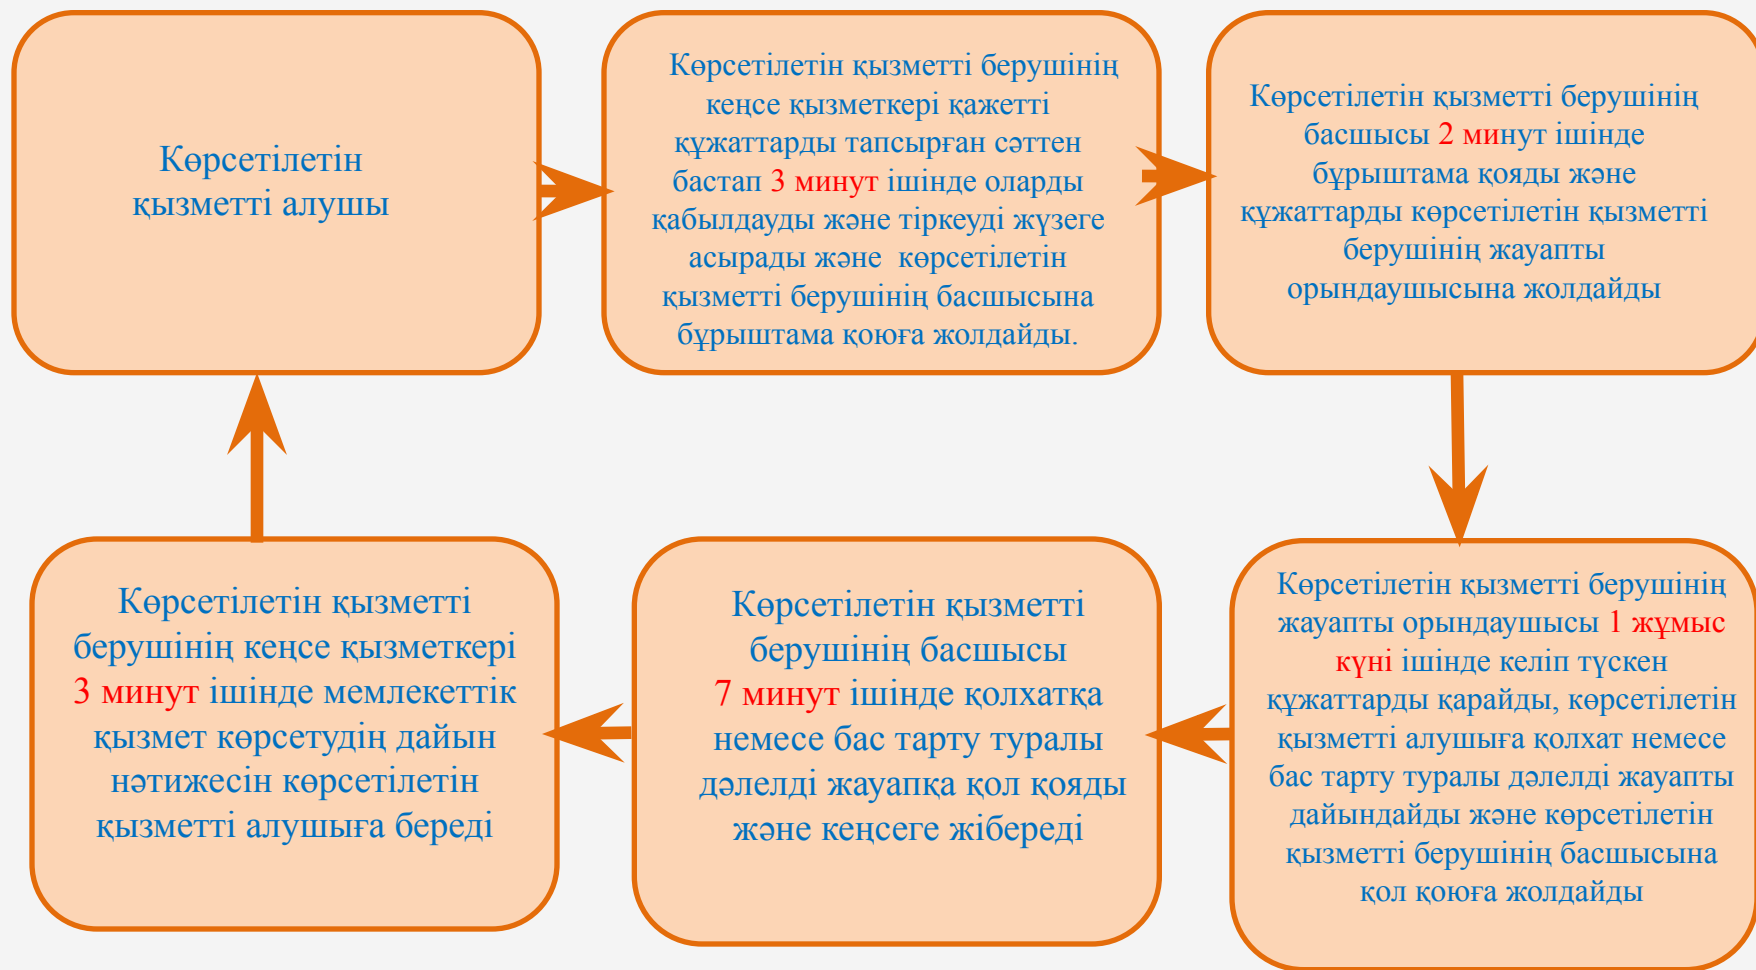 Көрсетілетін
қызметті алушы
Көрсетілетін қызметті берушінің
кеңсе қызметкері қажетті
құжаттарды тапсырған сәттен
бастап 3 минут ішінде оларды
қабылдауды және тіркеуді жүзеге
асырады және көрсетілетін
қызметті берушінің басшысына
бұрыштама қоюға жолдайды.
Көрсетілетін қызметті берушінің
басшысы 2 минут ішінде
бұрыштама қояды және
құжаттарды көрсетілетін қызметті
берушінің жауапты
орындаушысына жолдайды
Көрсетілетін қызметті берушінің
жауапты орындаушысы 1 жұмыс
күні ішінде келіп түскен
құжаттарды қарайды, көрсетілетін
қызметті алушыға қолхат немесе
бас тарту туралы дәлелді жауапты
дайындайды және көрсетілетін
қызметті берушінің басшысына
қол қоюға жолдайды
Көрсетілетін қызметті
берушінің басшысы
7 минут ішінде қолхатқа
немесе бас тарту туралы
дәлелді жауапқа қол қояды
және кеңсеге жібереді
Көрсетілетін қызметті
берушінің кеңсе қызметкері
3 минут ішінде мемлекеттік
қызмет көрсетудің дайын
нәтижесін көрсетілетін
қызметті алушыға береді